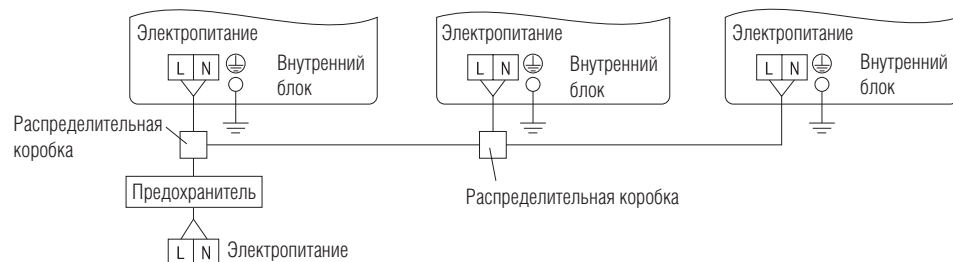 Электропитание
L N
Внутренний
блок
Электропитание
L N
Внутренний
блок
Электропитание
L N
Внутренний
блок
Распределительная
коробка
Распределительная коробка
Предохранитель
L N Электропитание